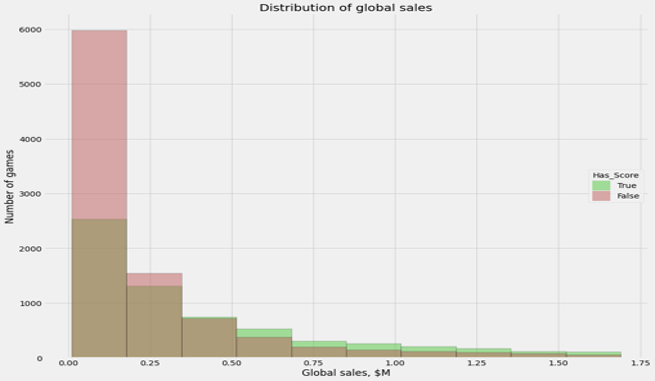 Distribution of global sales
Number of games
6000
5000
4000
3000
2000
1000
0
Has_Score
True
False
0.00 0.25 0.50 0.75 1.00 1.25 1.50 1.75
Global sales, $M